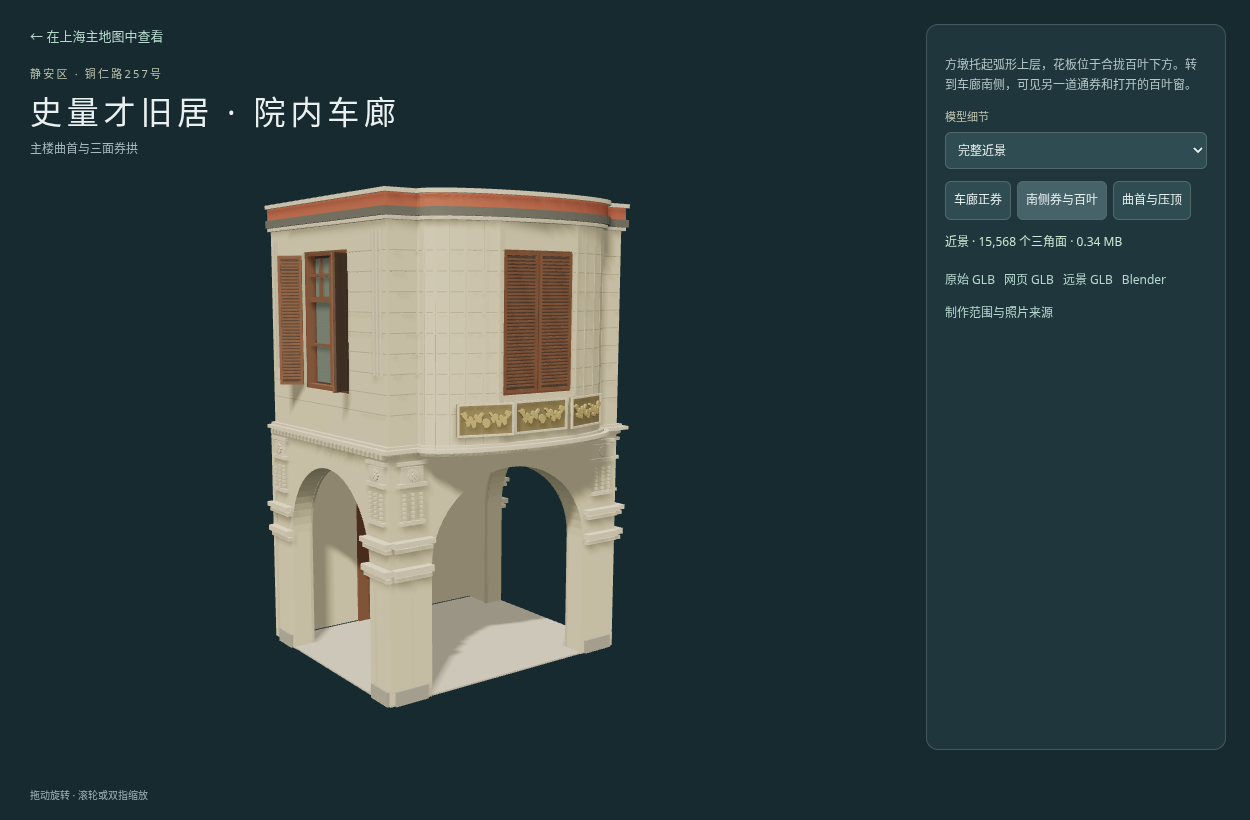 ← 在上海主地图中查看
静安区 · 铜仁路257号
史量才旧居 · 院内车廊
主楼曲首与三面券拱
方墩托起弧形上层，花板位于合拢百叶下方。转
到车廊南侧，可见另一道通券和打开的百叶窗。
模型细节
完整近景
车廊正券 南侧券与百叶 曲首与压顶
近景 · 15,568 个三角面 · 0.34 MB
原始 GLB 网页 GLB 远景 GLB Blender
制作范围与照片来源
拖动旋转 · 滚轮或双指缩放